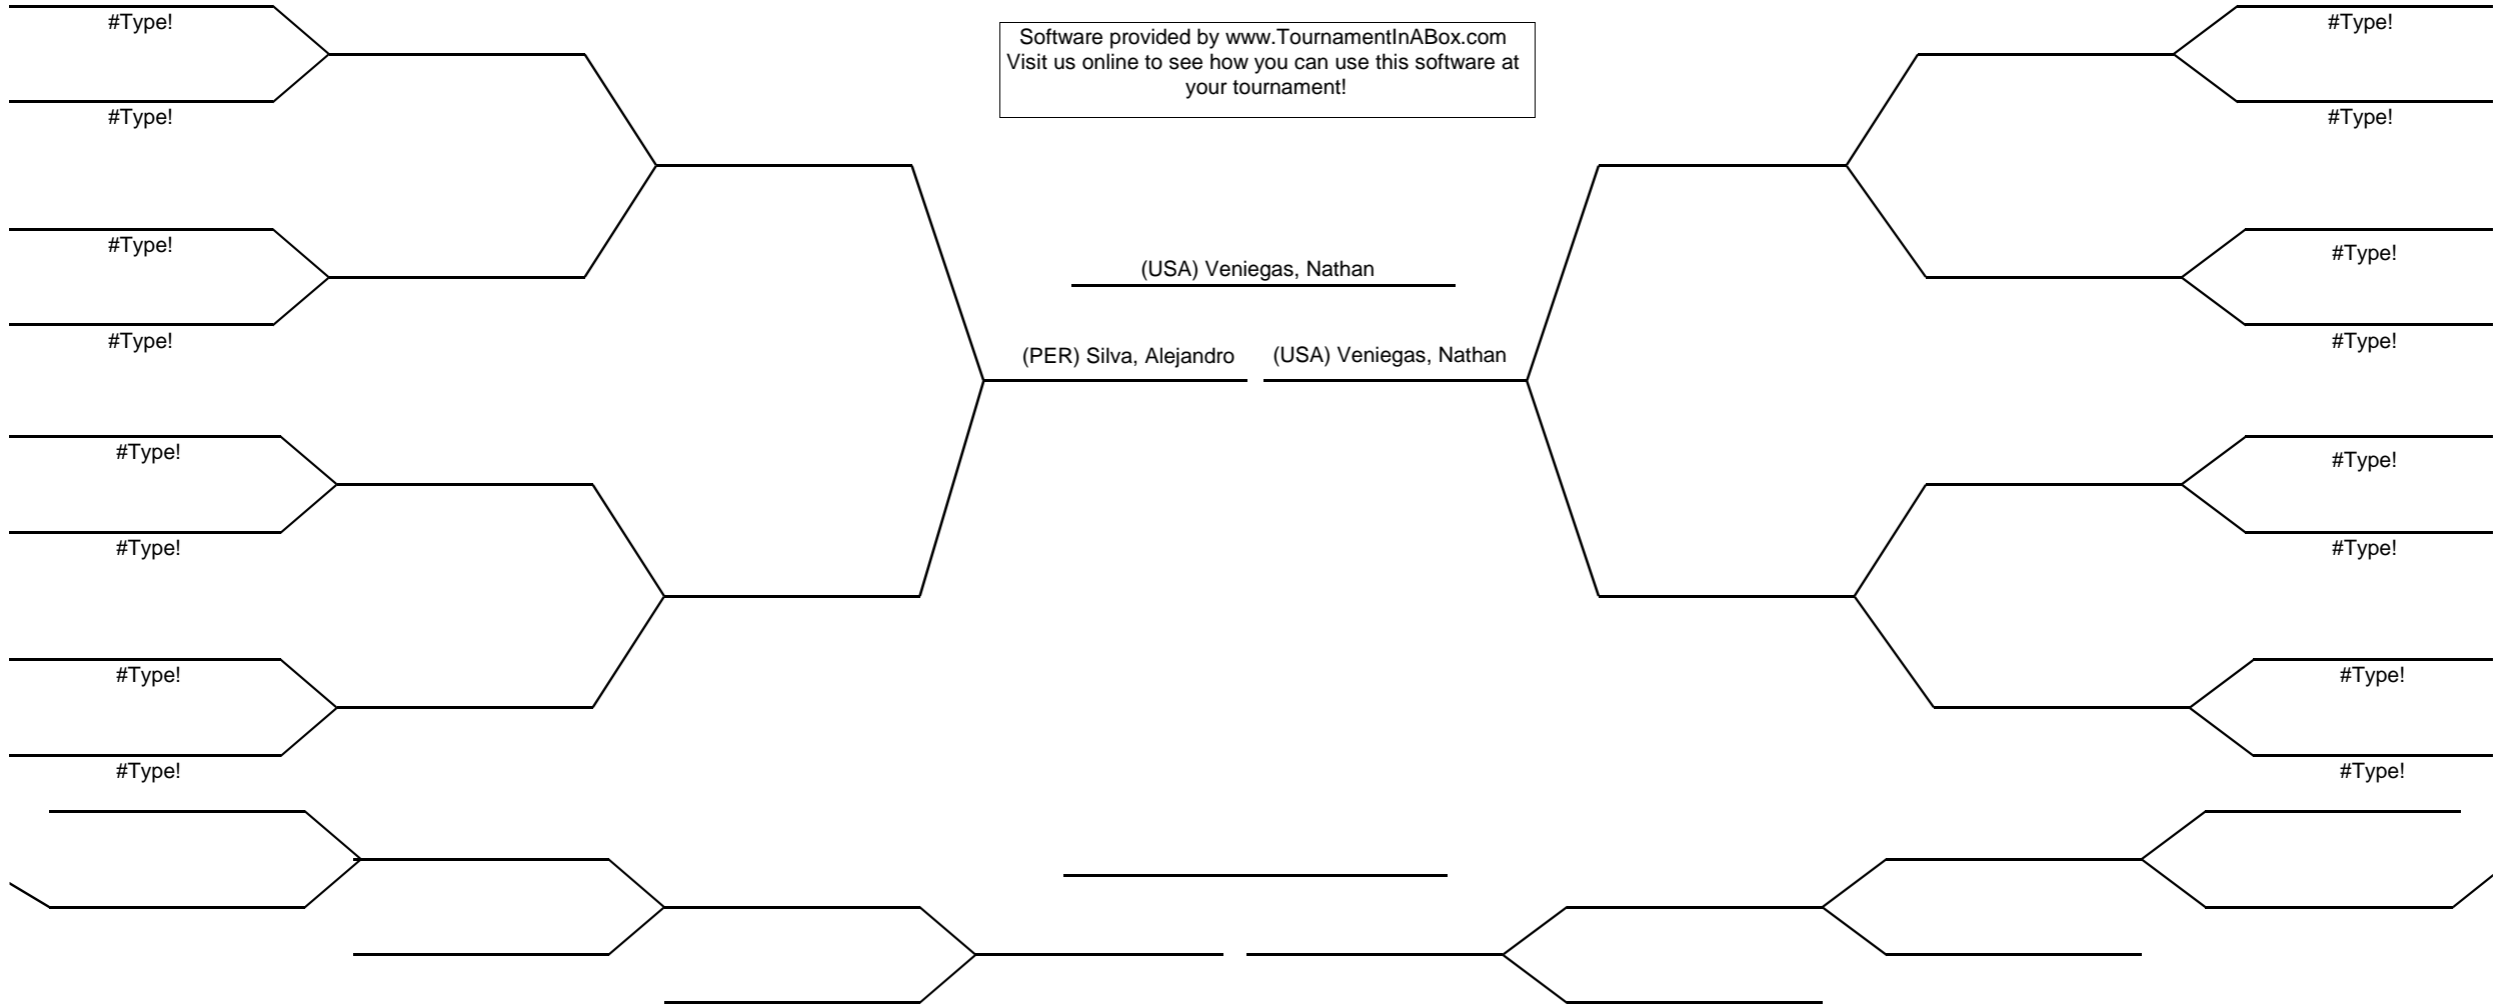 #Type!
#Type!
Software provided by www.TournamentInABox.com
Visit us online to see how you can use this software at
your tournament!
#Type!
#Type!
#Type!
#Type!
(USA) Veniegas, Nathan
#Type!
#Type!
(PER) Silva, Alejandro
(USA) Veniegas, Nathan
#Type!
#Type!
#Type!
#Type!
#Type!
#Type!
#Type!
#Type!